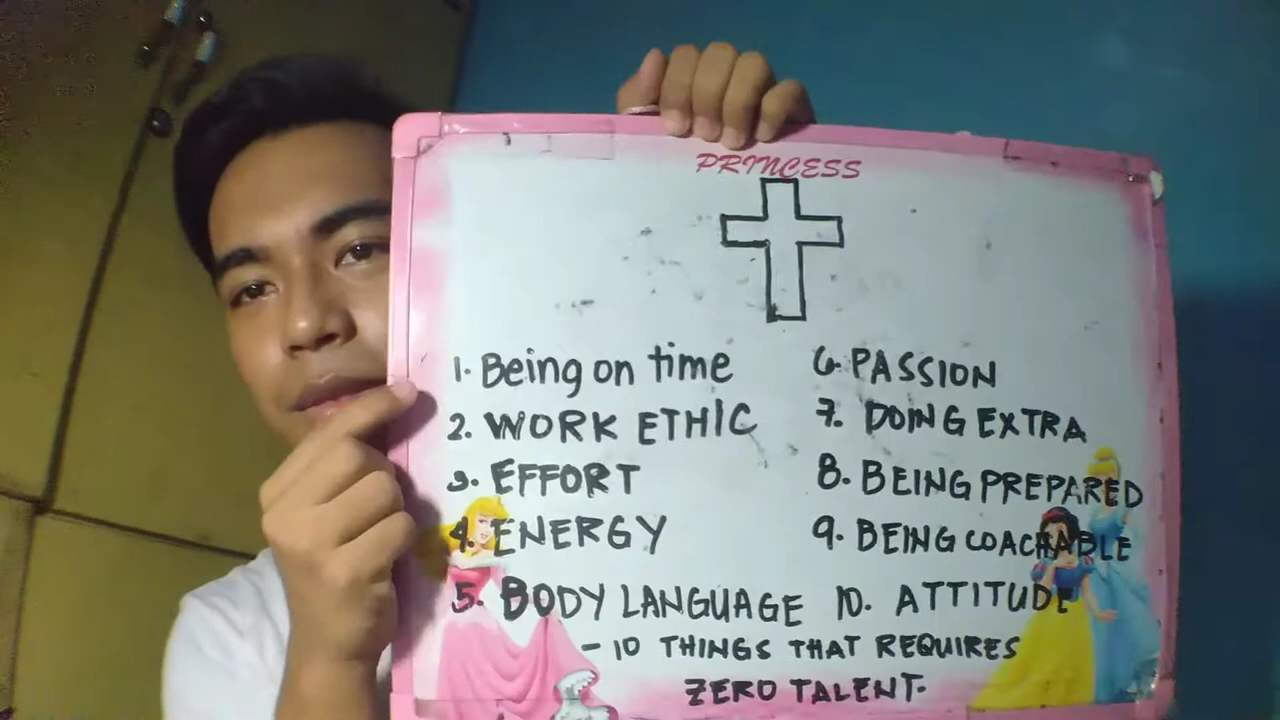 PRINCESS
1. Being on time
2. WORK ETHIC
3. EFFORT
4. ENERGY
5. BODY LANGUAGE
6. PASSION
7. DOING EXTRA
8. BEING PREPARED
9. BEING COACHABLE
10. ATTITUDE
- 10 THINGS THAT REQUIRES
ZERO TALENT.